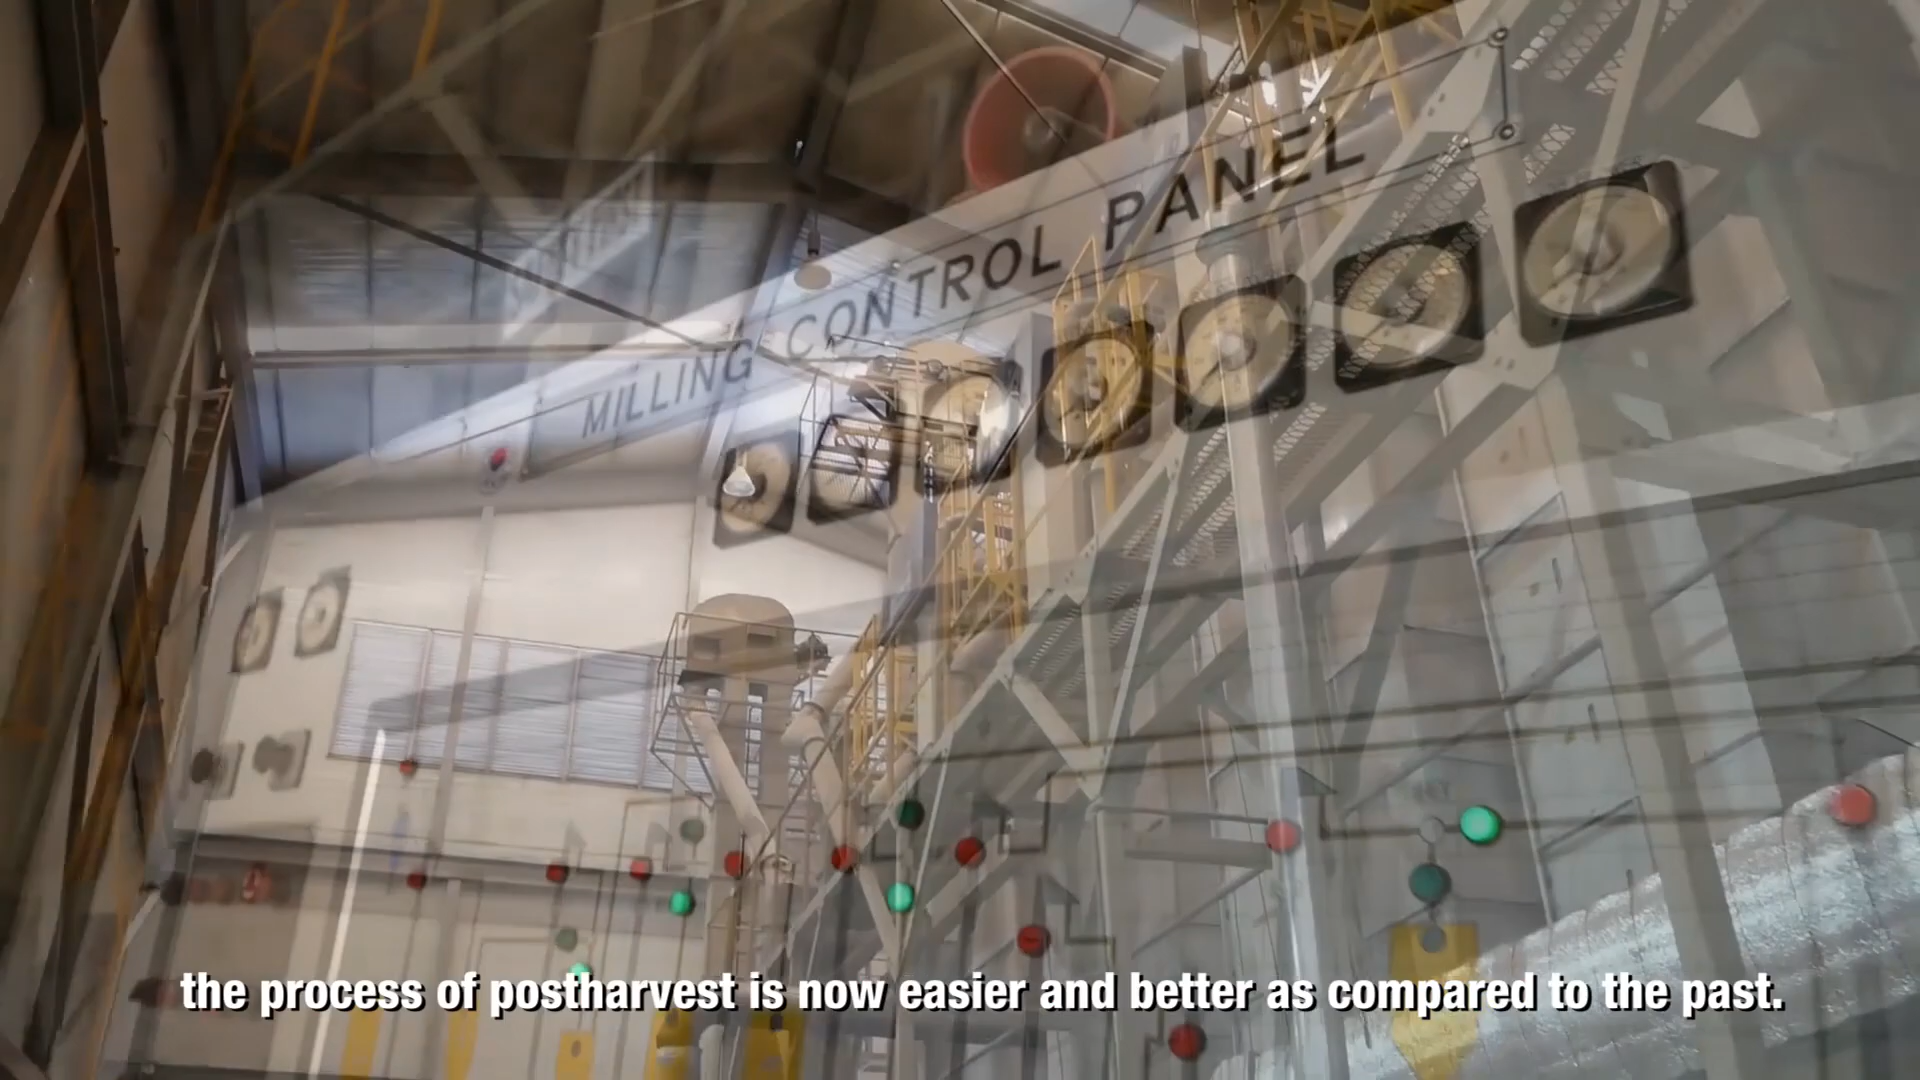 MILLING CONTROL PANEL
the process of postharvest is now easier and better as compared to the past.